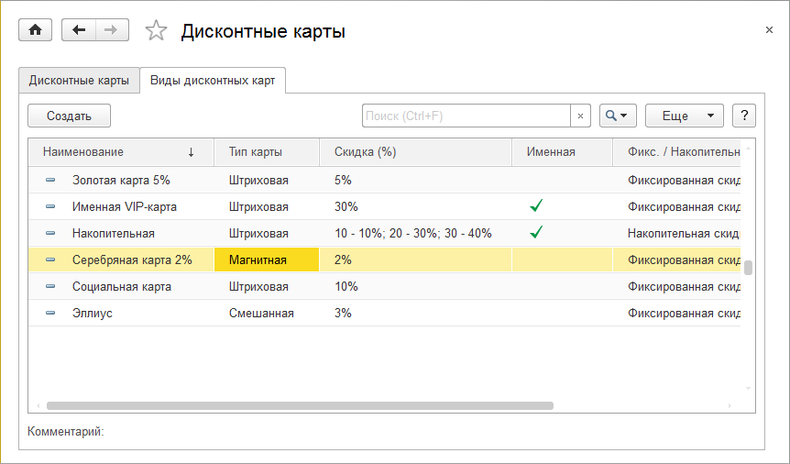 Дисконтные карты
Дисконтные карты Виды дисконтных карт
Создать Поиск (Ctrl+F) × Еще ?
Наименование ↓ Тип карты Скидка (%) Именная Фикс. / Накопительн
Золотая карта 5% Штриховая 5% Фиксированная скид
Именная VIP-карта Штриховая 30% Фиксированная скид
Накопительная Штриховая 10 - 10%; 20 - 30%; 30 - 40% Накопительная скид
Серебряная карта 2% Магнитная 2% Фиксированная скид
Социальная карта Штриховая 10% Фиксированная скид
Эллиус Смешанная 3% Фиксированная скид
Комментарий: